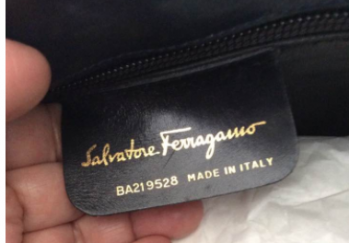 Salvatore Ferragamo
BA219528 MADE IN ITALY